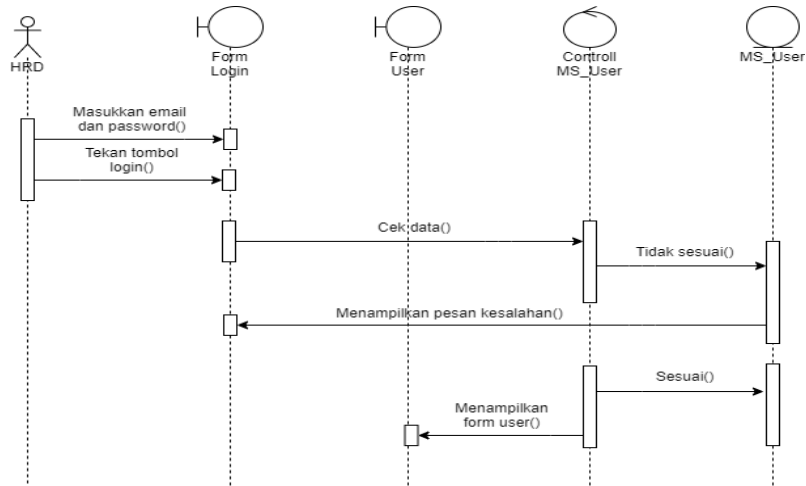 HRD
Form
Login
Form
User
Controll
MS_User
MS_User
Masukkan email
dan password()
Tekan tombol
login()
Cek data()
Tidak sesuai()
Menampilkan pesan kesalahan()
Sesuai()
Menampilkan
form user()